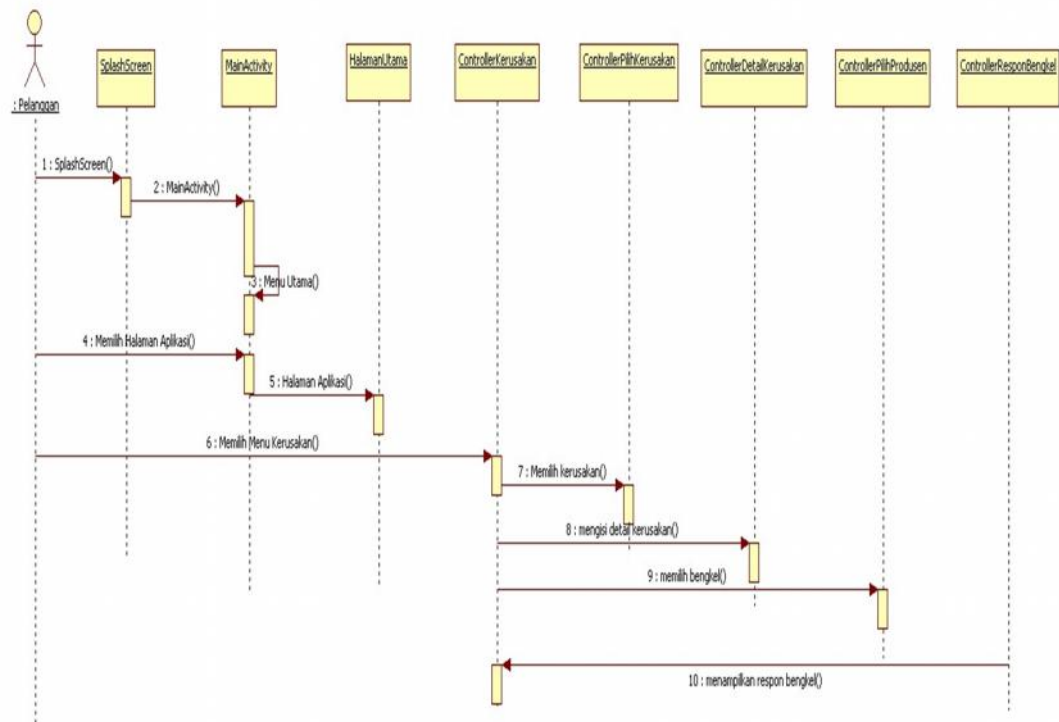 : Pelanggan
SplashScreen
MainActivity
HalamanUtama
ControllerKerusakan
ControllerPilihKerusakan
ControllerDetailKerusakan
ControllerPilihProdusen
ControllerResponBengkel
1 : SplashScreen()
2 : MainActivity()
3 : Menu Utama()
4 : Memilih Halaman Aplikasi()
5 : Halaman Aplikasi()
6 : Memilih Menu Kerusakan()
7 : Memilih kerusakan()
8 : mengisi detail kerusakan()
9 : memilih bengkel()
10 : menampilkan respon bengkel()